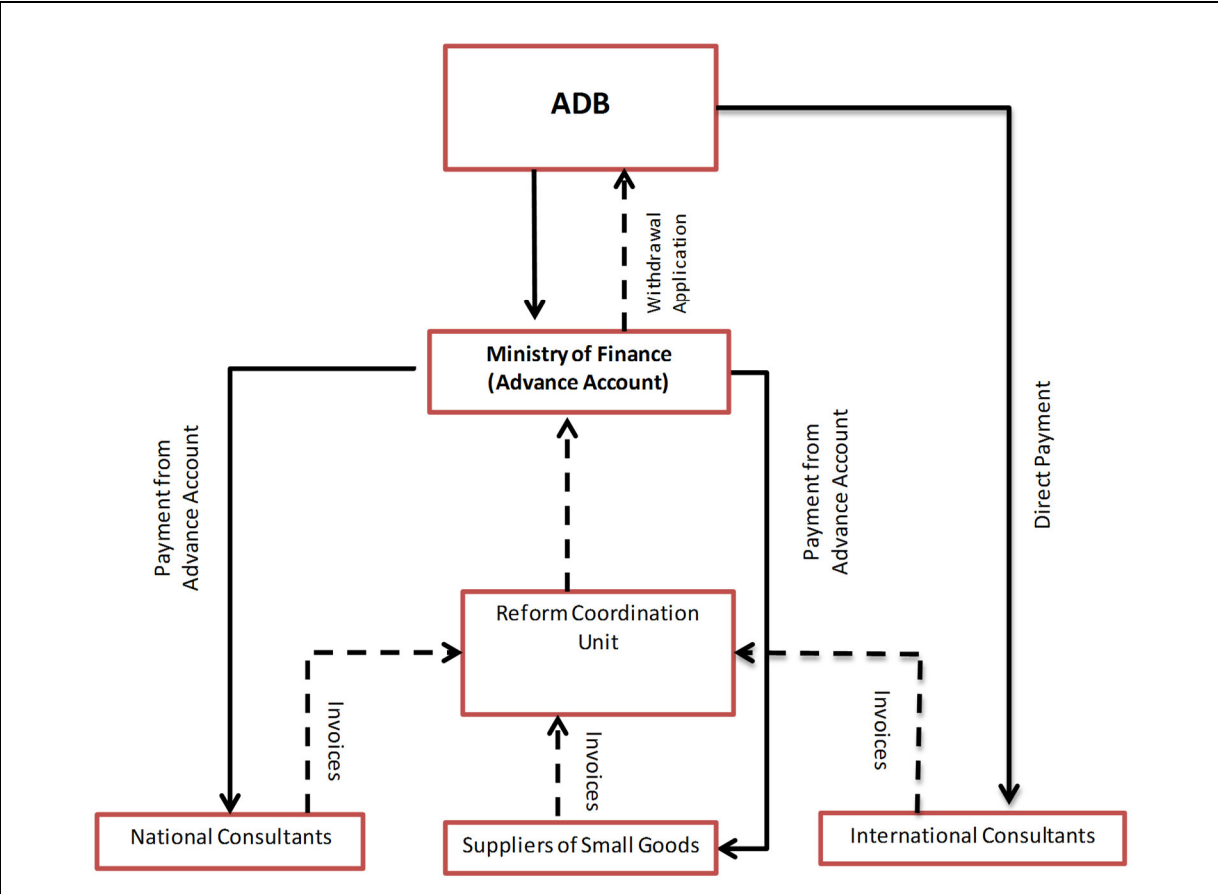 ADB
Withdrawal
Application
Ministry of Finance
(Advance Account)
Payment from
Advance Account
Payment from
Advance Account
Direct Payment
Reform Coordination
Unit
Invoices
Invoices
Invoices
National Consultants
Suppliers of Small Goods
International Consultants